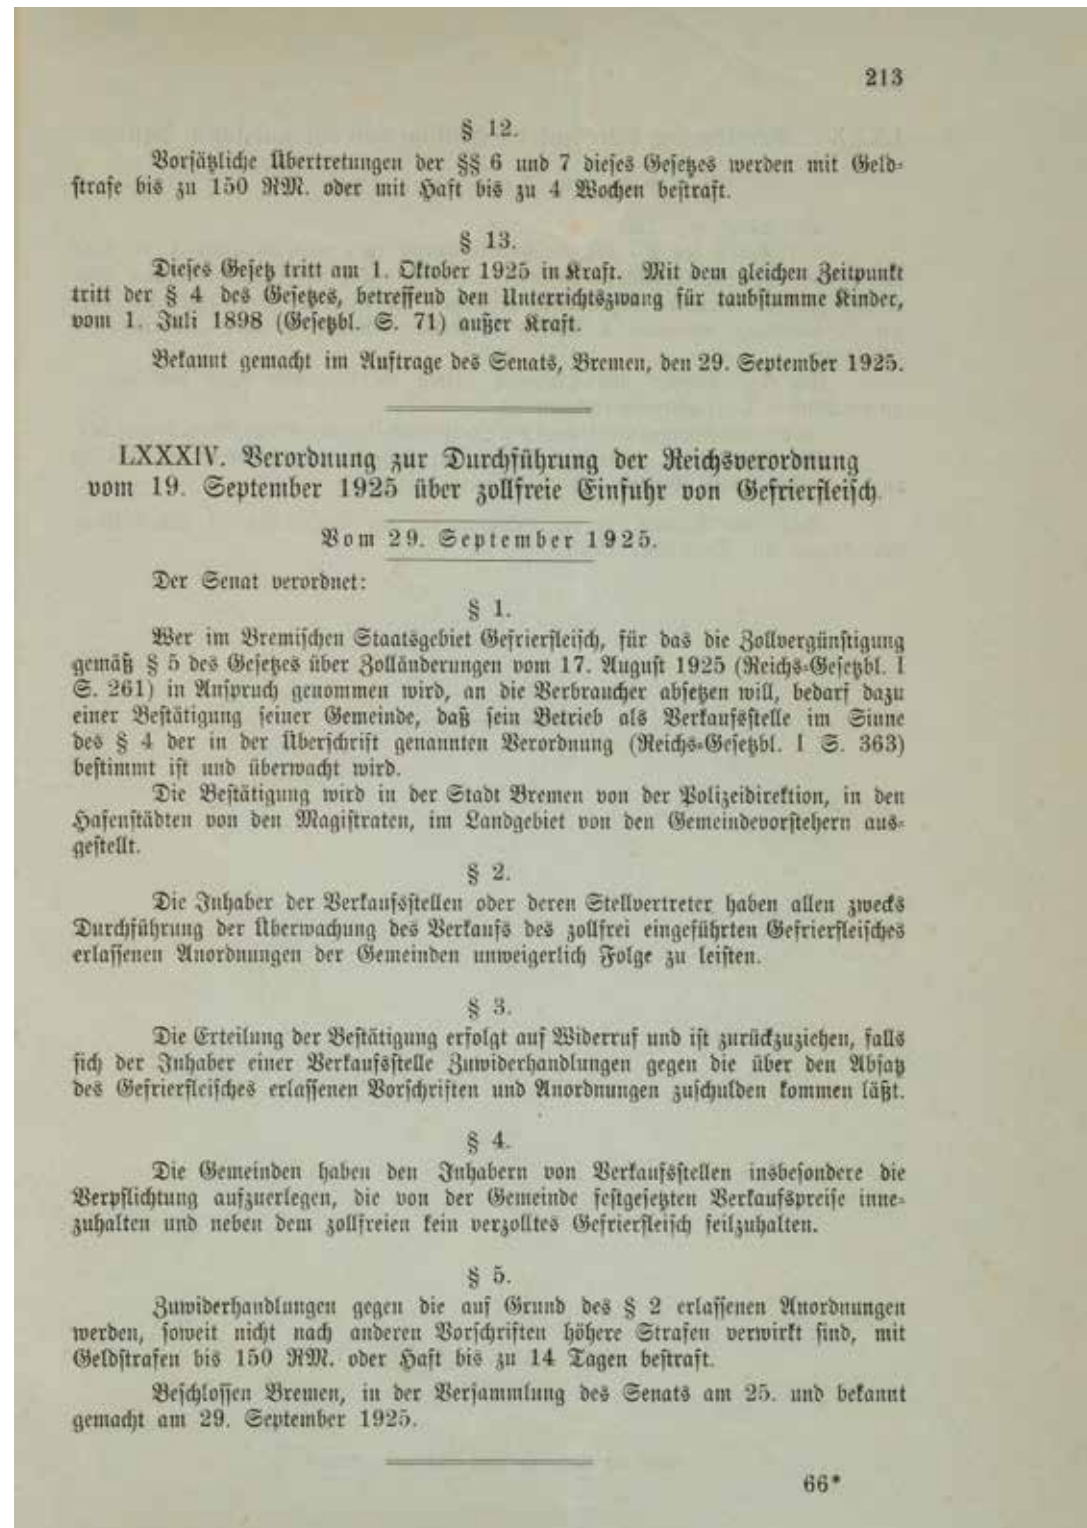 213
§ 12.
Vorsätzliche Übertretungen der §§ 6 und 7 dieses Gesetzes werden mit Geld-
strafe bis zu 150 RM. oder mit Haft bis zu 4 Wochen bestraft.
§ 13.
Dieses Gesetz tritt am 1. Oktober 1925 in Kraft. Mit dem gleichen Zeitpunkt
tritt der § 4 des Gesetzes, betreffend den Unterrichtszwang für taubstumme Kinder,
vom 1. Juli 1898 (Gesetzbl. S. 71) außer Kraft.
Bekannt gemacht im Auftrage des Senats, Bremen, den 29. September 1925.
LXXXIV. Verordnung zur Durchführung der Reichsverordnung
vom 19. September 1925 über zollfreie Einfuhr von Gefrierfleisch
Vom 29. September 1925.
Der Senat verordnet:
§ 1.
Wer im Bremischen Staatsgebiet Gefrierfleisch, für das die Zollvergünstigung
gemäß § 5 des Gesetzes über Zolländerungen vom 17. August 1925 (Reichs-Gesetzbl. I
S. 261) in Anspruch genommen wird, an die Verbraucher absetzen will, bedarf dazu
einer Bestätigung seiner Gemeinde, daß sein Betrieb als Verkaufsstelle im Sinne
des § 4 der in der Überschrift genannten Verordnung (Reichs-Gesetzbl. I S. 363)
bestimmt ist und überwacht wird.
Die Bestätigung wird in der Stadt Bremen von der Polizeidirektion, in den
Hafenstädten von den Magistraten, im Landgebiet von den Gemeindevorstehern aus-
gestellt.
§ 2.
Die Inhaber der Verkaufsstellen oder deren Stellvertreter haben allen zwecks
Durchführung der Überwachung des Verkaufs des zollfrei eingeführten Gefrierfleisches
erlassenen Anordnungen der Gemeinden unweigerlich Folge zu leisten.
§ 3.
Die Erteilung der Bestätigung erfolgt auf Widerruf und ist zurückzuziehen, falls
sich der Inhaber einer Verkaufsstelle Zuwiderhandlungen gegen die über den Absatz
des Gefrierfleisches erlassenen Vorschriften und Anordnungen zuschulden kommen läßt.
§ 4.
Die Gemeinden haben den Inhabern von Verkaufsstellen insbesondere die
Verpflichtung aufzuerlegen, die von der Gemeinde festgesetzten Verkaufspreise inne-
zuhalten und neben dem zollfreien kein verzolltes Gefrierfleisch feilzuhalten.
§ 5.
Zuwiderhandlungen gegen die auf Grund des § 2 erlassenen Anordnungen
werden, soweit nicht nach anderen Vorschriften höhere Strafen verwirkt sind, mit
Geldstrafen bis 150 RM. oder Haft bis zu 14 Tagen bestraft.
Beschlossen Bremen, in der Versammlung des Senats am 25. und bekannt
gemacht am 29. September 1925.
66*